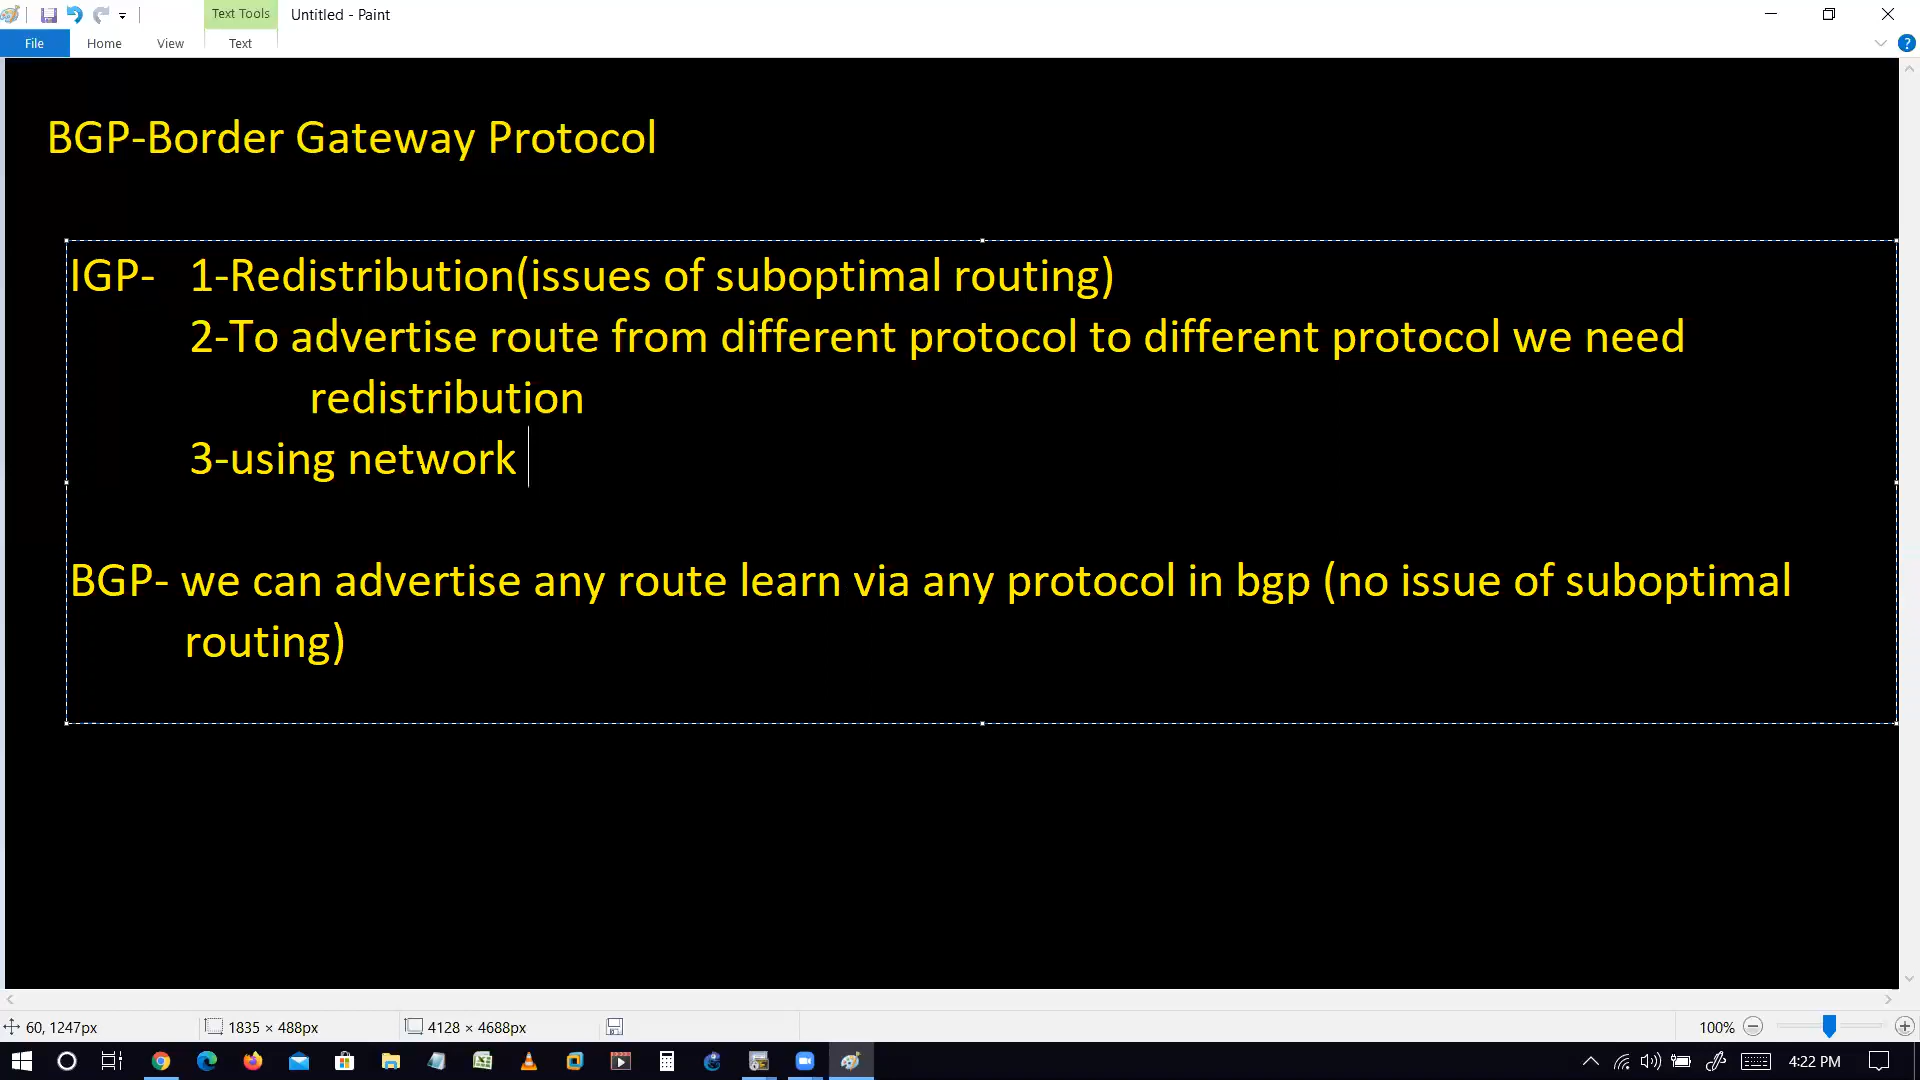 Text Tools
Untitled - Paint
File
Home
View
Text
BGP-Border Gateway Protocol
IGP- 1-Redistribution(issues of suboptimal routing)
2-To advertise route from different protocol to different protocol we need
redistribution
3-using network
BGP- we can advertise any route learn via any protocol in bgp (no issue of suboptimal
routing)
60, 1247px
1835 × 488px
4128 × 4688px
100%
4:22 PM